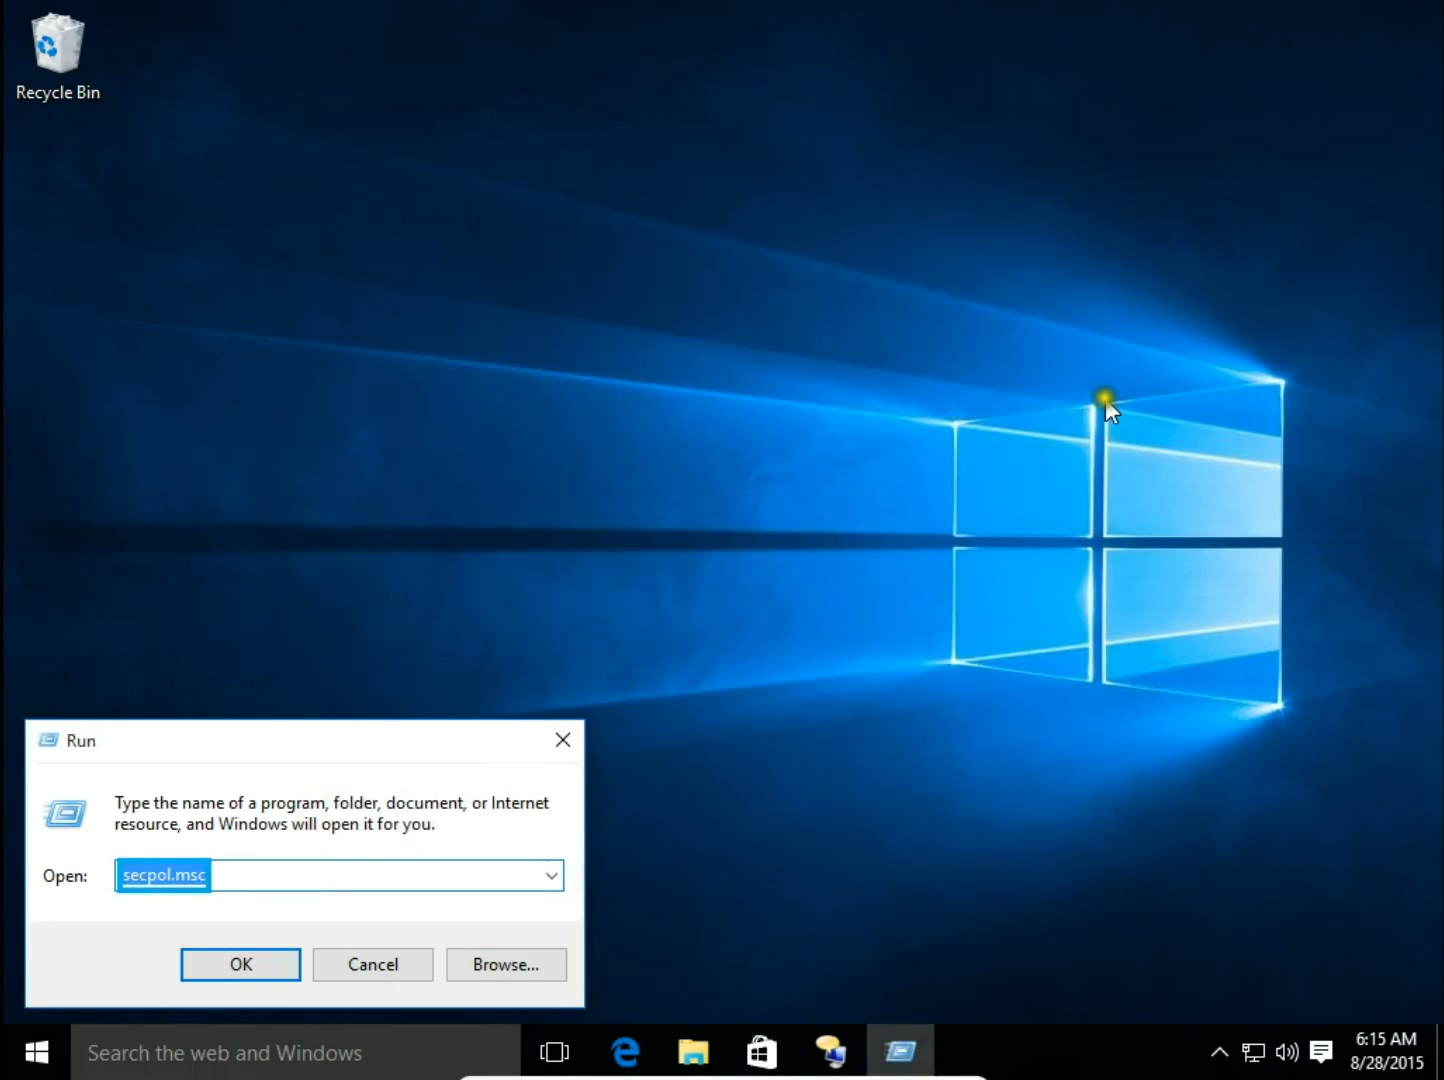 Recycle Bin
Run
Type the name of a program, folder, document, or Internet
resource, and Windows will open it for you.
Open: secpol.msc
OK Cancel Browse...
Search the web and Windows
6:15 AM
8/28/2015